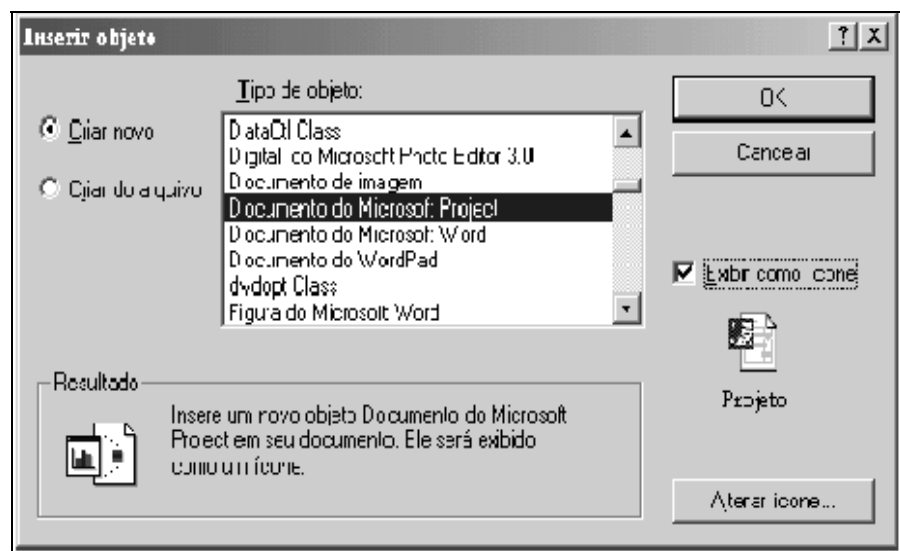 Inserir objeto
Tipo de objeto:
Criar novo
Criar do arquivo
DataCtl Class
Digitalização Microsoft Photo Editor 3.0
Documento de imagem
Documento do Microsoft Project
Documento do Microsoft Word
Documento do WordPad
dvdopt Class
Figura do Microsoft Word
OK
Cancelar
Exibir como ícone
Projeto
Resultado
Insere um novo objeto Documento do Microsoft
Project em seu documento. Ele será exibido
como um ícone.
Alterar ícone...